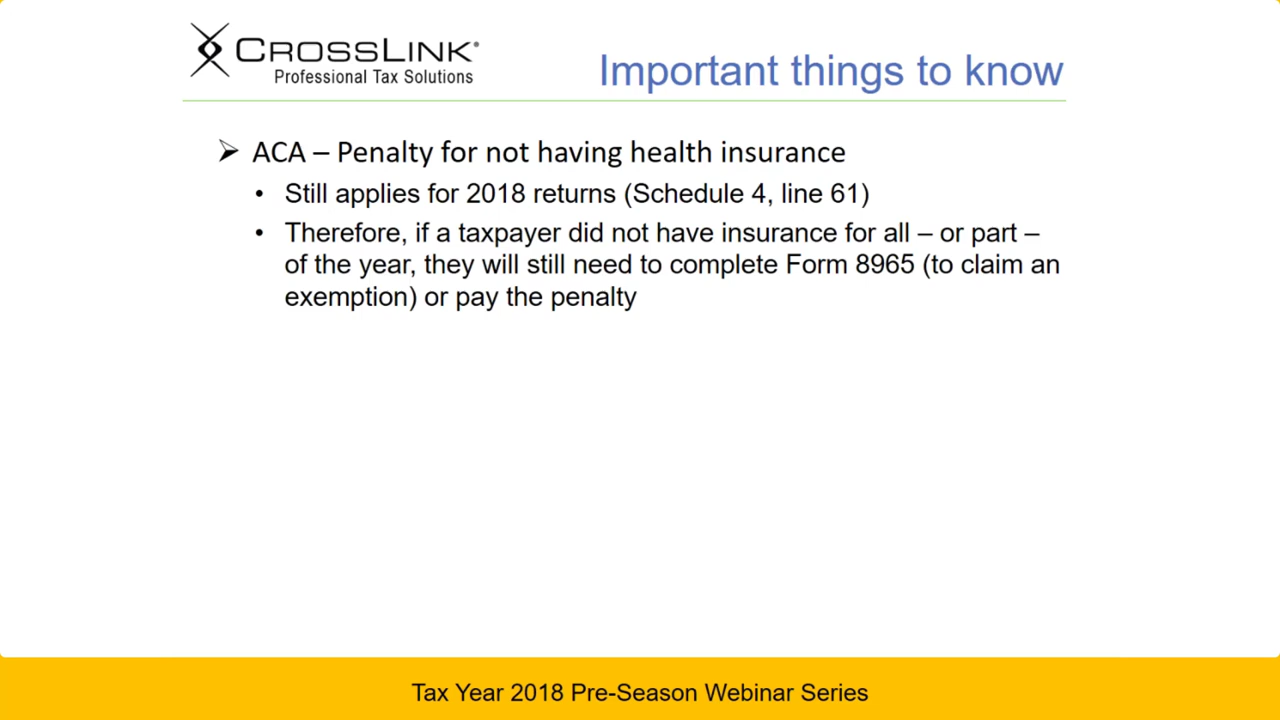 CROSSLINK®
Professional Tax Solutions
Important things to know
➢ ACA – Penalty for not having health insurance
• Still applies for 2018 returns (Schedule 4, line 61)
• Therefore, if a taxpayer did not have insurance for all – or part –
of the year, they will still need to complete Form 8965 (to claim an
exemption) or pay the penalty
Tax Year 2018 Pre-Season Webinar Series